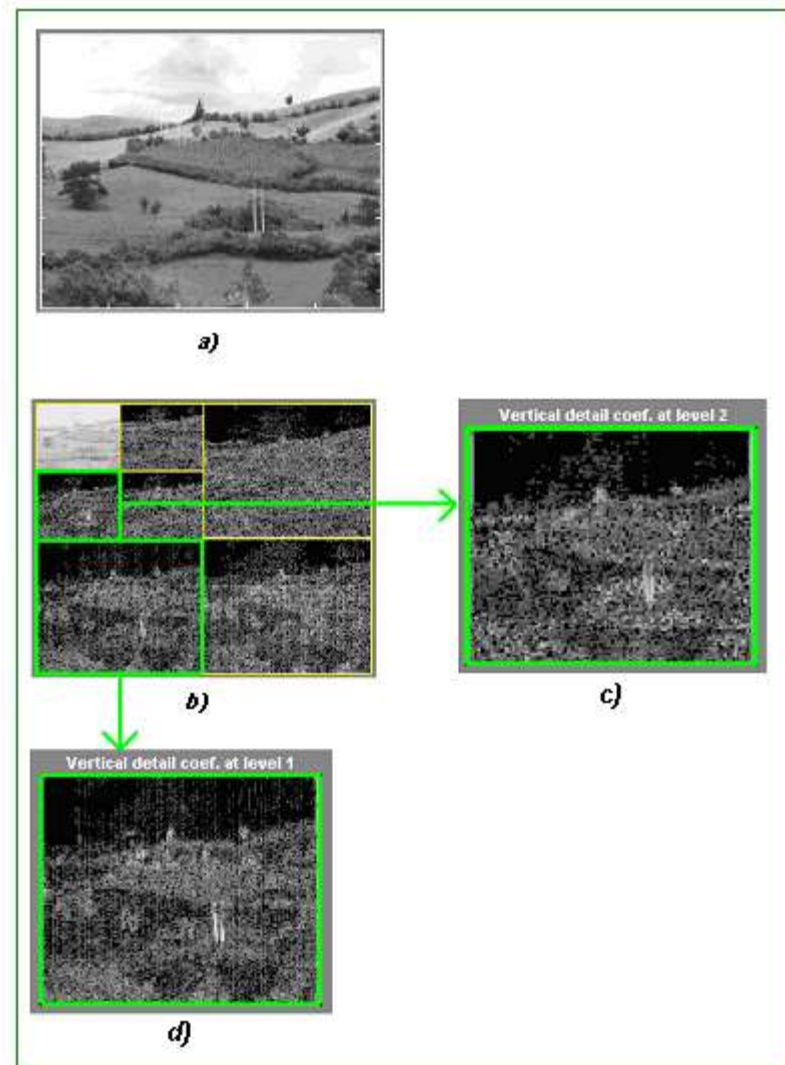 a)
Vertical detail coef. at level 2
b)
c)
Vertical detail coef. at level 1
d)